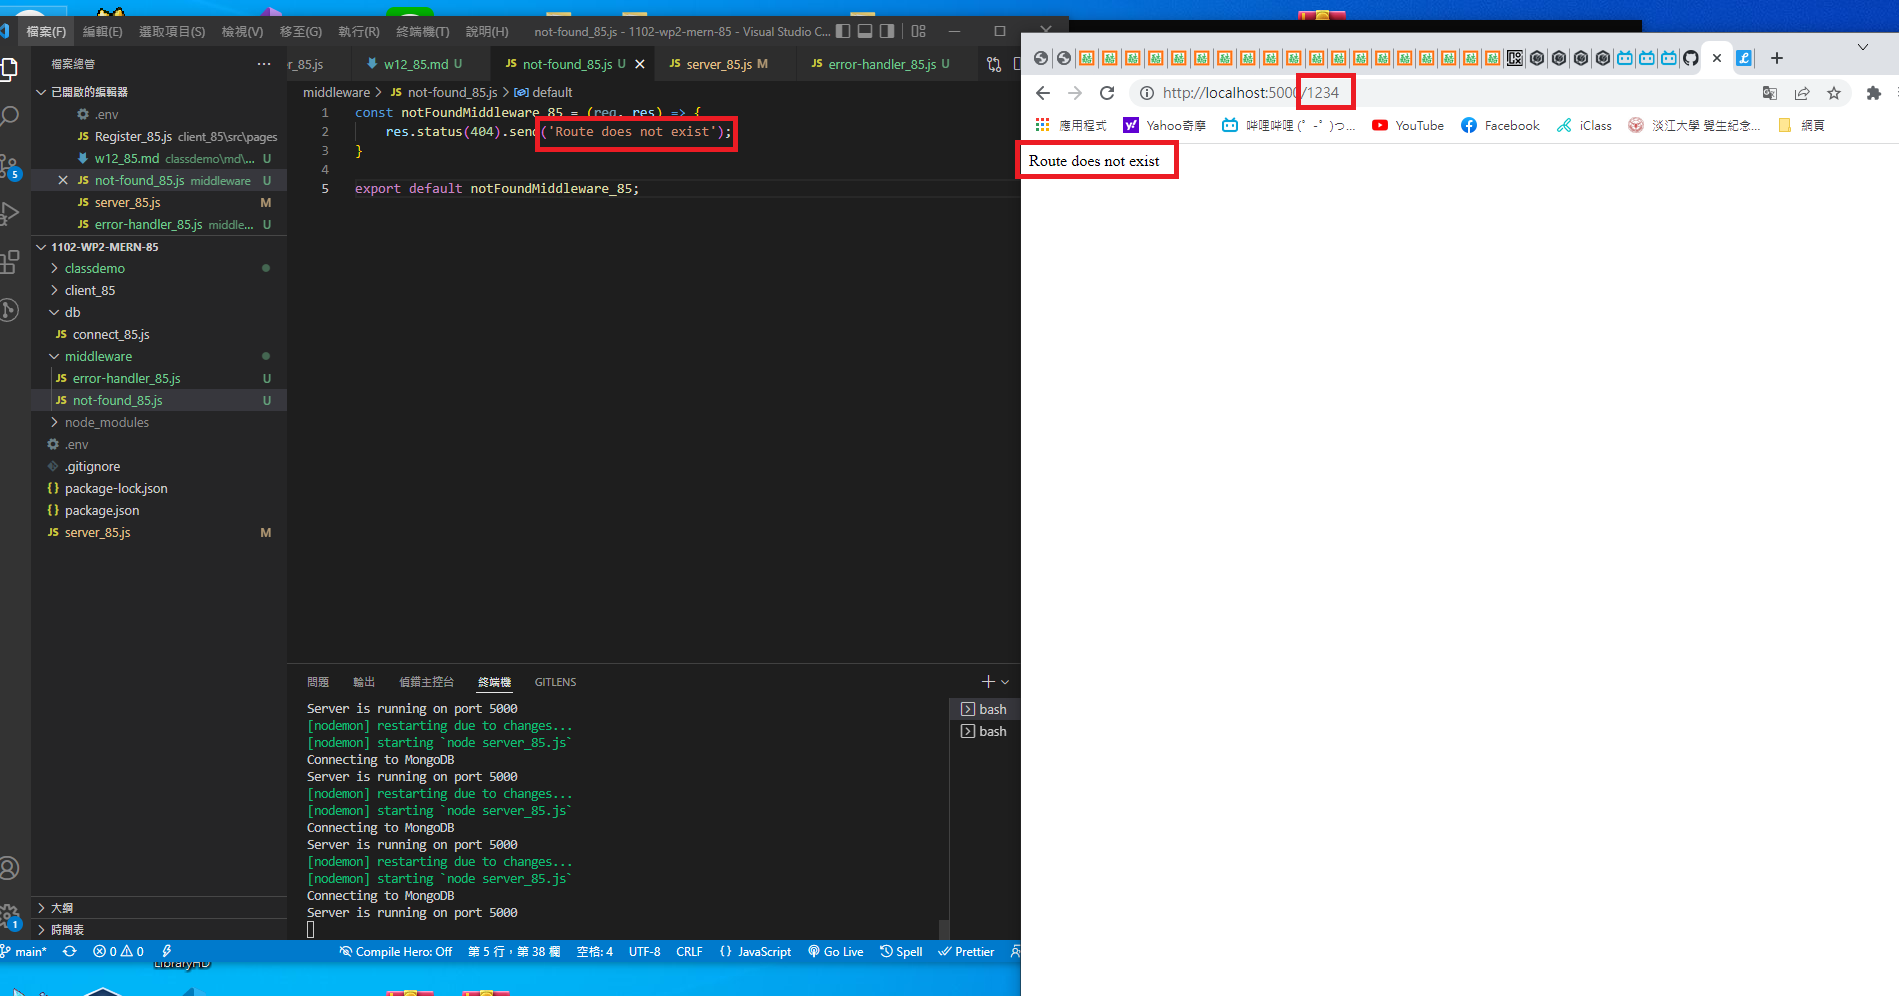 檔案(F) 編輯(E) 選取項目(S) 檢視(V) 移至(G) 執行(R) 終端機(T) 說明(H) not-found_85.js - 1102-wp2-mern-85 - Visual Studio C...
檔案總管 ...
已開啟的編輯器
.env
JS Register_85.js client_85\src\pages
w12_85.md classdemo\md\... U
JS not-found_85.js middleware U
JS server_85.js M
JS error-handler_85.js middle... U
1102-WP2-MERN-85
classdemo
client_85
db
JS connect_85.js
middleware
JS error-handler_85.js U
JS not-found_85.js U
node_modules
.env
.gitignore
{} package-lock.json
{} package.json
JS server_85.js M
大綱
時間表
er_85.js w12_85.md U JS not-found_85.js U JS server_85.js M JS error-handler_85.js U
middleware > JS not-found_85.js > default
1 const notFoundMiddleware_85 = (req, res) => {
2 res.status(404).send('Route does not exist');
3 }
4
5 export default notFoundMiddleware_85;
問題 輸出 偵錯主控台 終端機 GITLENS
Server is running on port 5000
[nodemon] restarting due to changes...
[nodemon] starting `node server_85.js`
Connecting to MongoDB
Server is running on port 5000
[nodemon] restarting due to changes...
[nodemon] starting `node server_85.js`
Connecting to MongoDB
Server is running on port 5000
[nodemon] restarting due to changes...
[nodemon] starting `node server_85.js`
Connecting to MongoDB
Server is running on port 5000
bash
bash
5
1
main* 0 0 Compile Hero: Off 第 5 行，第 38 欄 空格: 4 UTF-8 CRLF {} JavaScript Go Live Spell Prettier
LibraryHD
http://localhost:5000/1234
應用程式 Yahoo奇摩 哔哩哔哩 (゜-゜)つ... YouTube Facebook iClass 淡江大學 覺生紀念... 網頁
Route does not exist